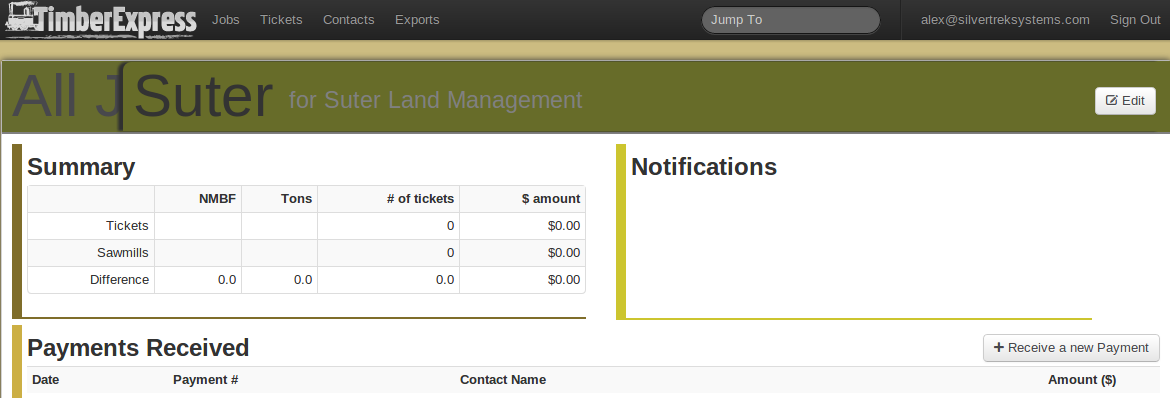 TimberExpress Jobs Tickets Contacts Exports Jump To alex@silvertreksystems.com Sign Out
All J Suter for Suter Land Management Edit
Summary Notifications
NMBF Tons # of tickets $ amount
Tickets 0 $0.00
Sawmills 0 $0.00
Difference 0.0 0.0 0.0 $0.00
Payments Received + Receive a new Payment
Date Payment # Contact Name Amount ($)